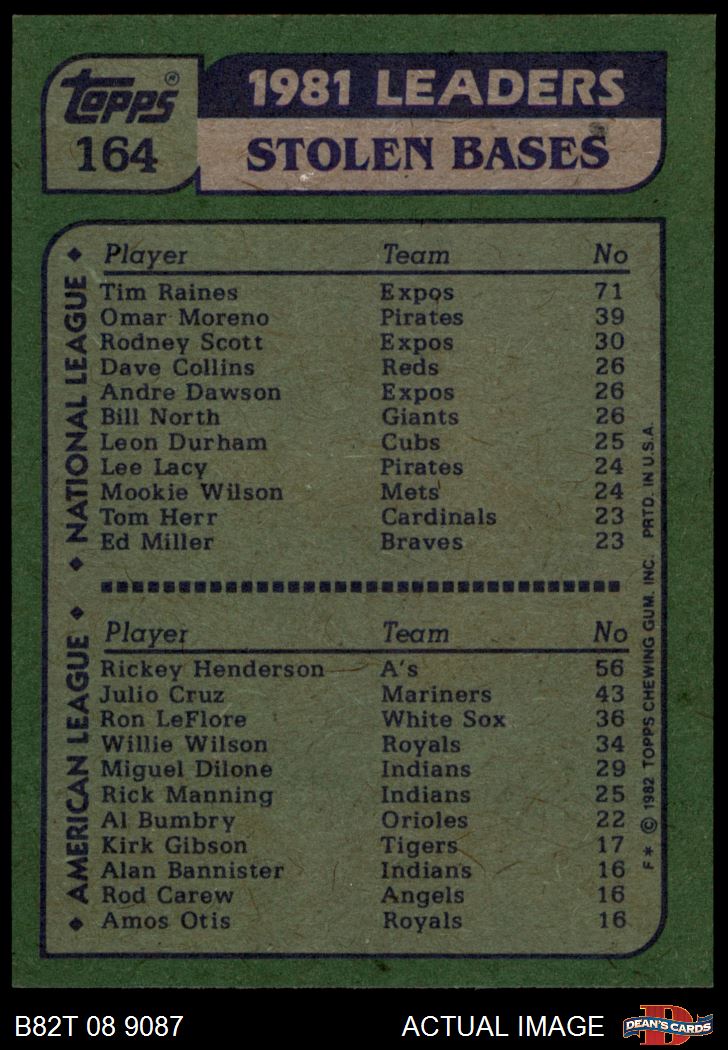 Topps®
164
1981 LEADERS
STOLEN BASES
◆ NATIONAL LEAGUE ◆
Player Team No
Tim Raines Expos 71
Omar Moreno Pirates 39
Rodney Scott Expos 30
Dave Collins Reds 26
Andre Dawson Expos 26
Bill North Giants 26
Leon Durham Cubs 25
Lee Lacy Pirates 24
Mookie Wilson Mets 24
Tom Herr Cardinals 23
Ed Miller Braves 23
◆ AMERICAN LEAGUE ◆
Player Team No
Rickey Henderson A's 56
Julio Cruz Mariners 43
Ron LeFlore White Sox 36
Willie Wilson Royals 34
Miguel Dilone Indians 29
Rick Manning Indians 25
Al Bumbry Orioles 22
Kirk Gibson Tigers 17
Alan Bannister Indians 16
Rod Carew Angels 16
Amos Otis Royals 16
F* © 1982 TOPPS CHEWING GUM. INC. PRTD. IN U.S.A.
B82T 08 9087 ACTUAL IMAGE
D
DEAN'S CARDS